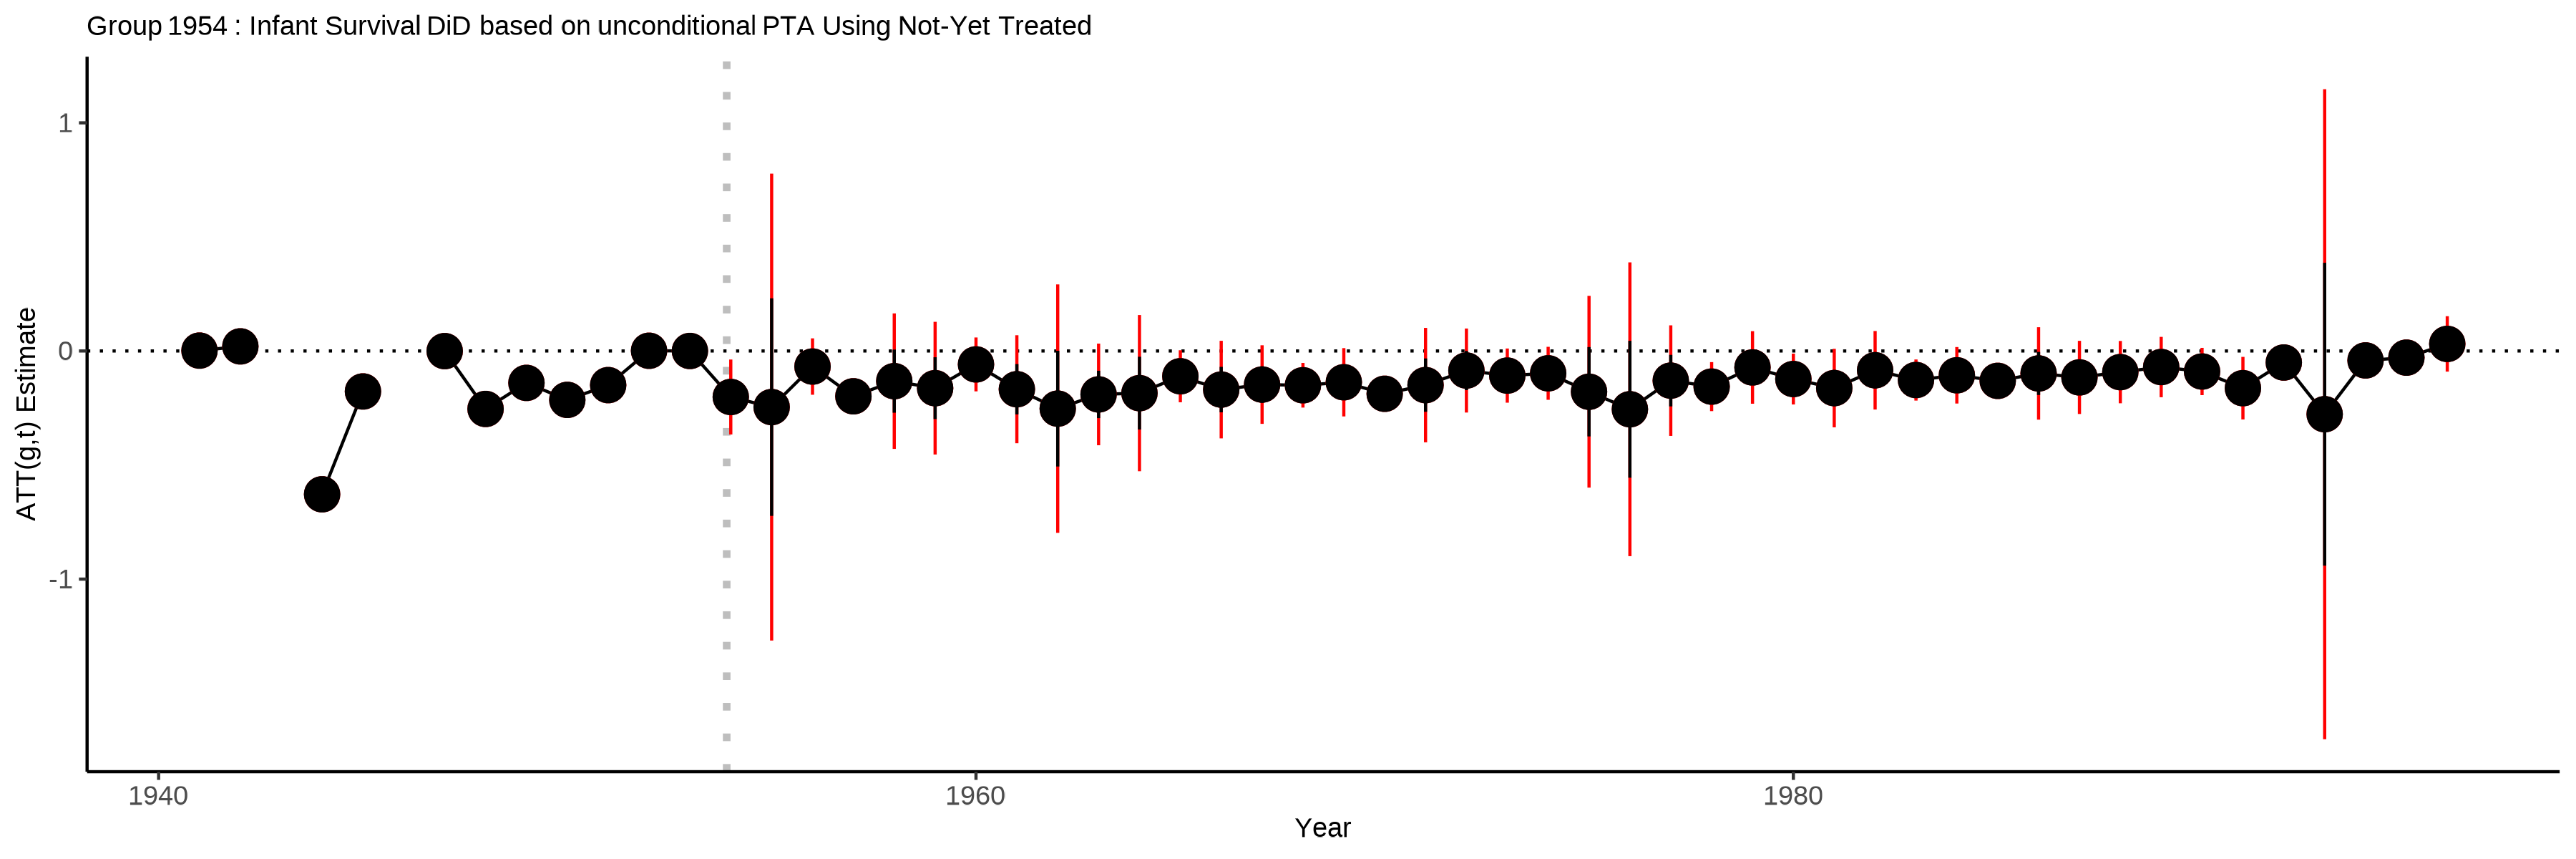 Group 1954 : Infant Survival DiD based on unconditional PTA Using Not-Yet Treated
ATT(g,t) Estimate
1
0
-1
1940
1960
1980
Year